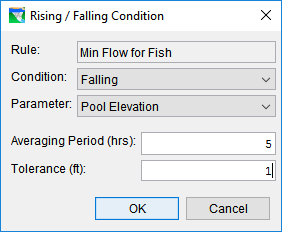 Rising / Falling Condition
Rule: Min Flow for Fish
Condition: Falling
Parameter: Pool Elevation
Averaging Period (hrs): 5
Tolerance (ft): 1
OK Cancel